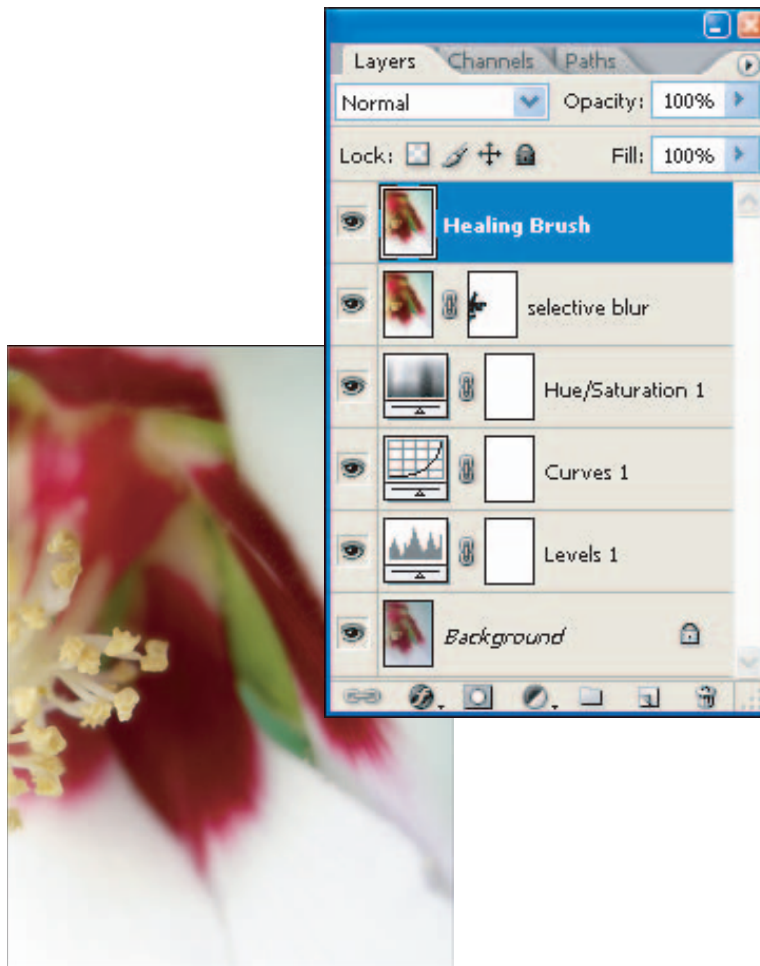 Layers Channels Paths
Normal Opacity: 100%
Lock: Fill: 100%
Healing Brush
selective blur
Hue/Saturation 1
Curves 1
Levels 1
Background